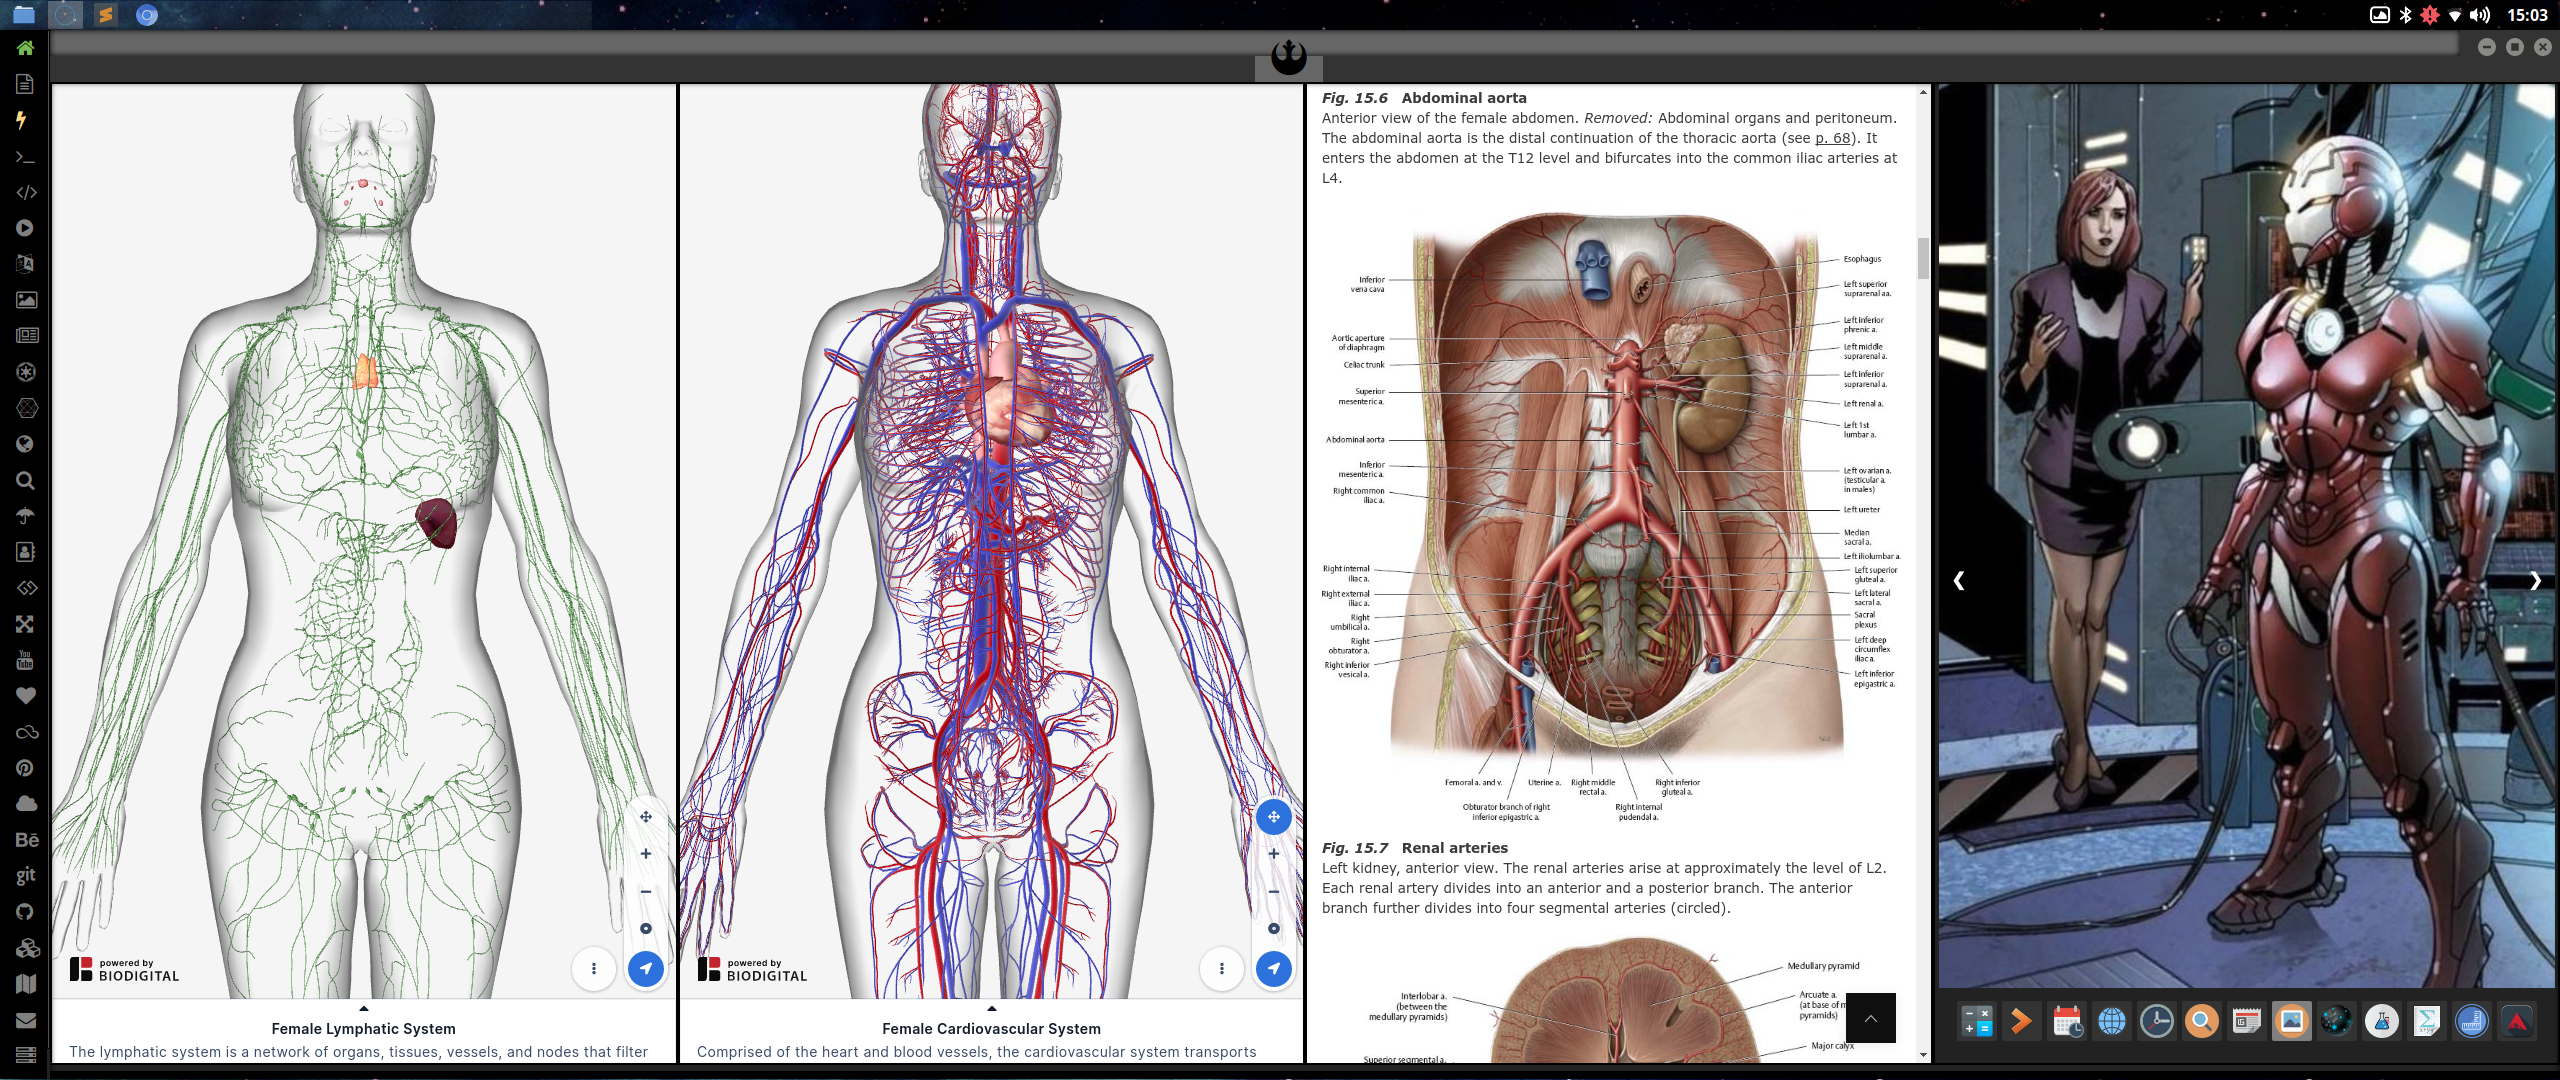 15:03
You
Tube
Bē
git
powered by
BIODIGITAL
Female Lymphatic System
The lymphatic system is a network of organs, tissues, vessels, and nodes that filter
powered by
BIODIGITAL
Female Cardiovascular System
Comprised of the heart and blood vessels, the cardiovascular system transports
Fig. 15.6 Abdominal aorta
Anterior view of the female abdomen. Removed: Abdominal organs and peritoneum.
The abdominal aorta is the distal continuation of the thoracic aorta (see p. 68). It
enters the abdomen at the T12 level and bifurcates into the common iliac arteries at
L4.
Inferior
vena cava
Aortic aperture
of diaphragm
Celiac trunk
Superior
mesenteric a.
Abdominal aorta
Inferior
mesenteric a.
Right common
iliac a.
Right internal
iliac a.
Right external
iliac a.
Right
umbilical a.
Right
obturator a.
Right inferior
vesical a.
Esophagus
Left superior
suprarenal aa.
Left inferior
phrenic a.
Left middle
suprarenal a.
Left inferior
suprarenal a.
Left renal a.
Left 1st
lumbar a.
Left ovarian a.
(testicular a.
in males)
Left ureter
Median
sacral a.
Left iliolumbar a.
Left superior
gluteal a.
Left lateral
sacral a.
Sacral
plexus
Left deep
circumflex
iliac a.
Left inferior
epigastric a.
Femoral a. and v.
Uterine a.
Right middle
rectal a.
Right inferior
gluteal a.
Obturator branch of right
inferior epigastric a.
Right internal
pudendal a.
Fig. 15.7 Renal arteries
Left kidney, anterior view. The renal arteries arise at approximately the level of L2.
Each renal artery divides into an anterior and a posterior branch. The anterior
branch further divides into four segmental arteries (circled).
Interlobar a.
(between the
medullary pyramids)
Superior segmental a.
Medullary pyramid
Arcuate a.
(at base of m
pyramids)
Major calyx